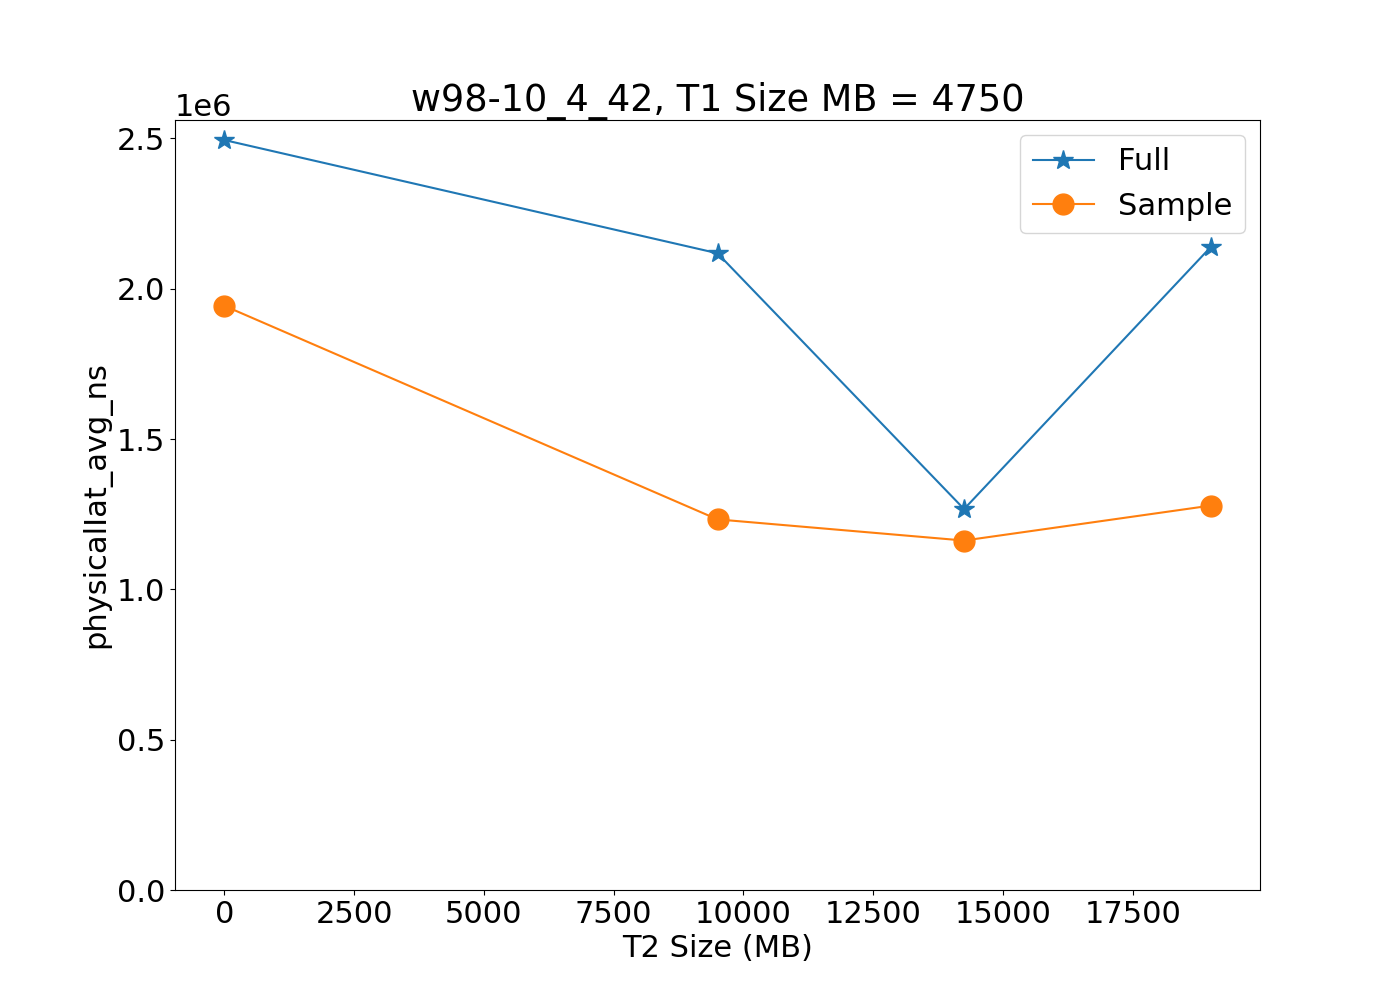 w98-10_4_42, T1 Size MB = 4750
1e6
Full
Sample
2.5
2.0
1.5
1.0
0.5
0.0
physicallat_avg_ns
0 2500 5000 7500 10000 12500 15000 17500
T2 Size (MB)